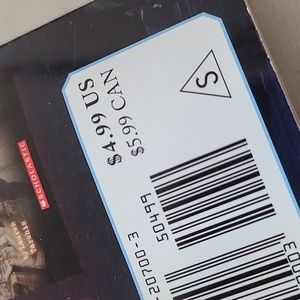 $4.99 US
$5.99 CAN
S
50499
-20700-3
SCHOLASTIC